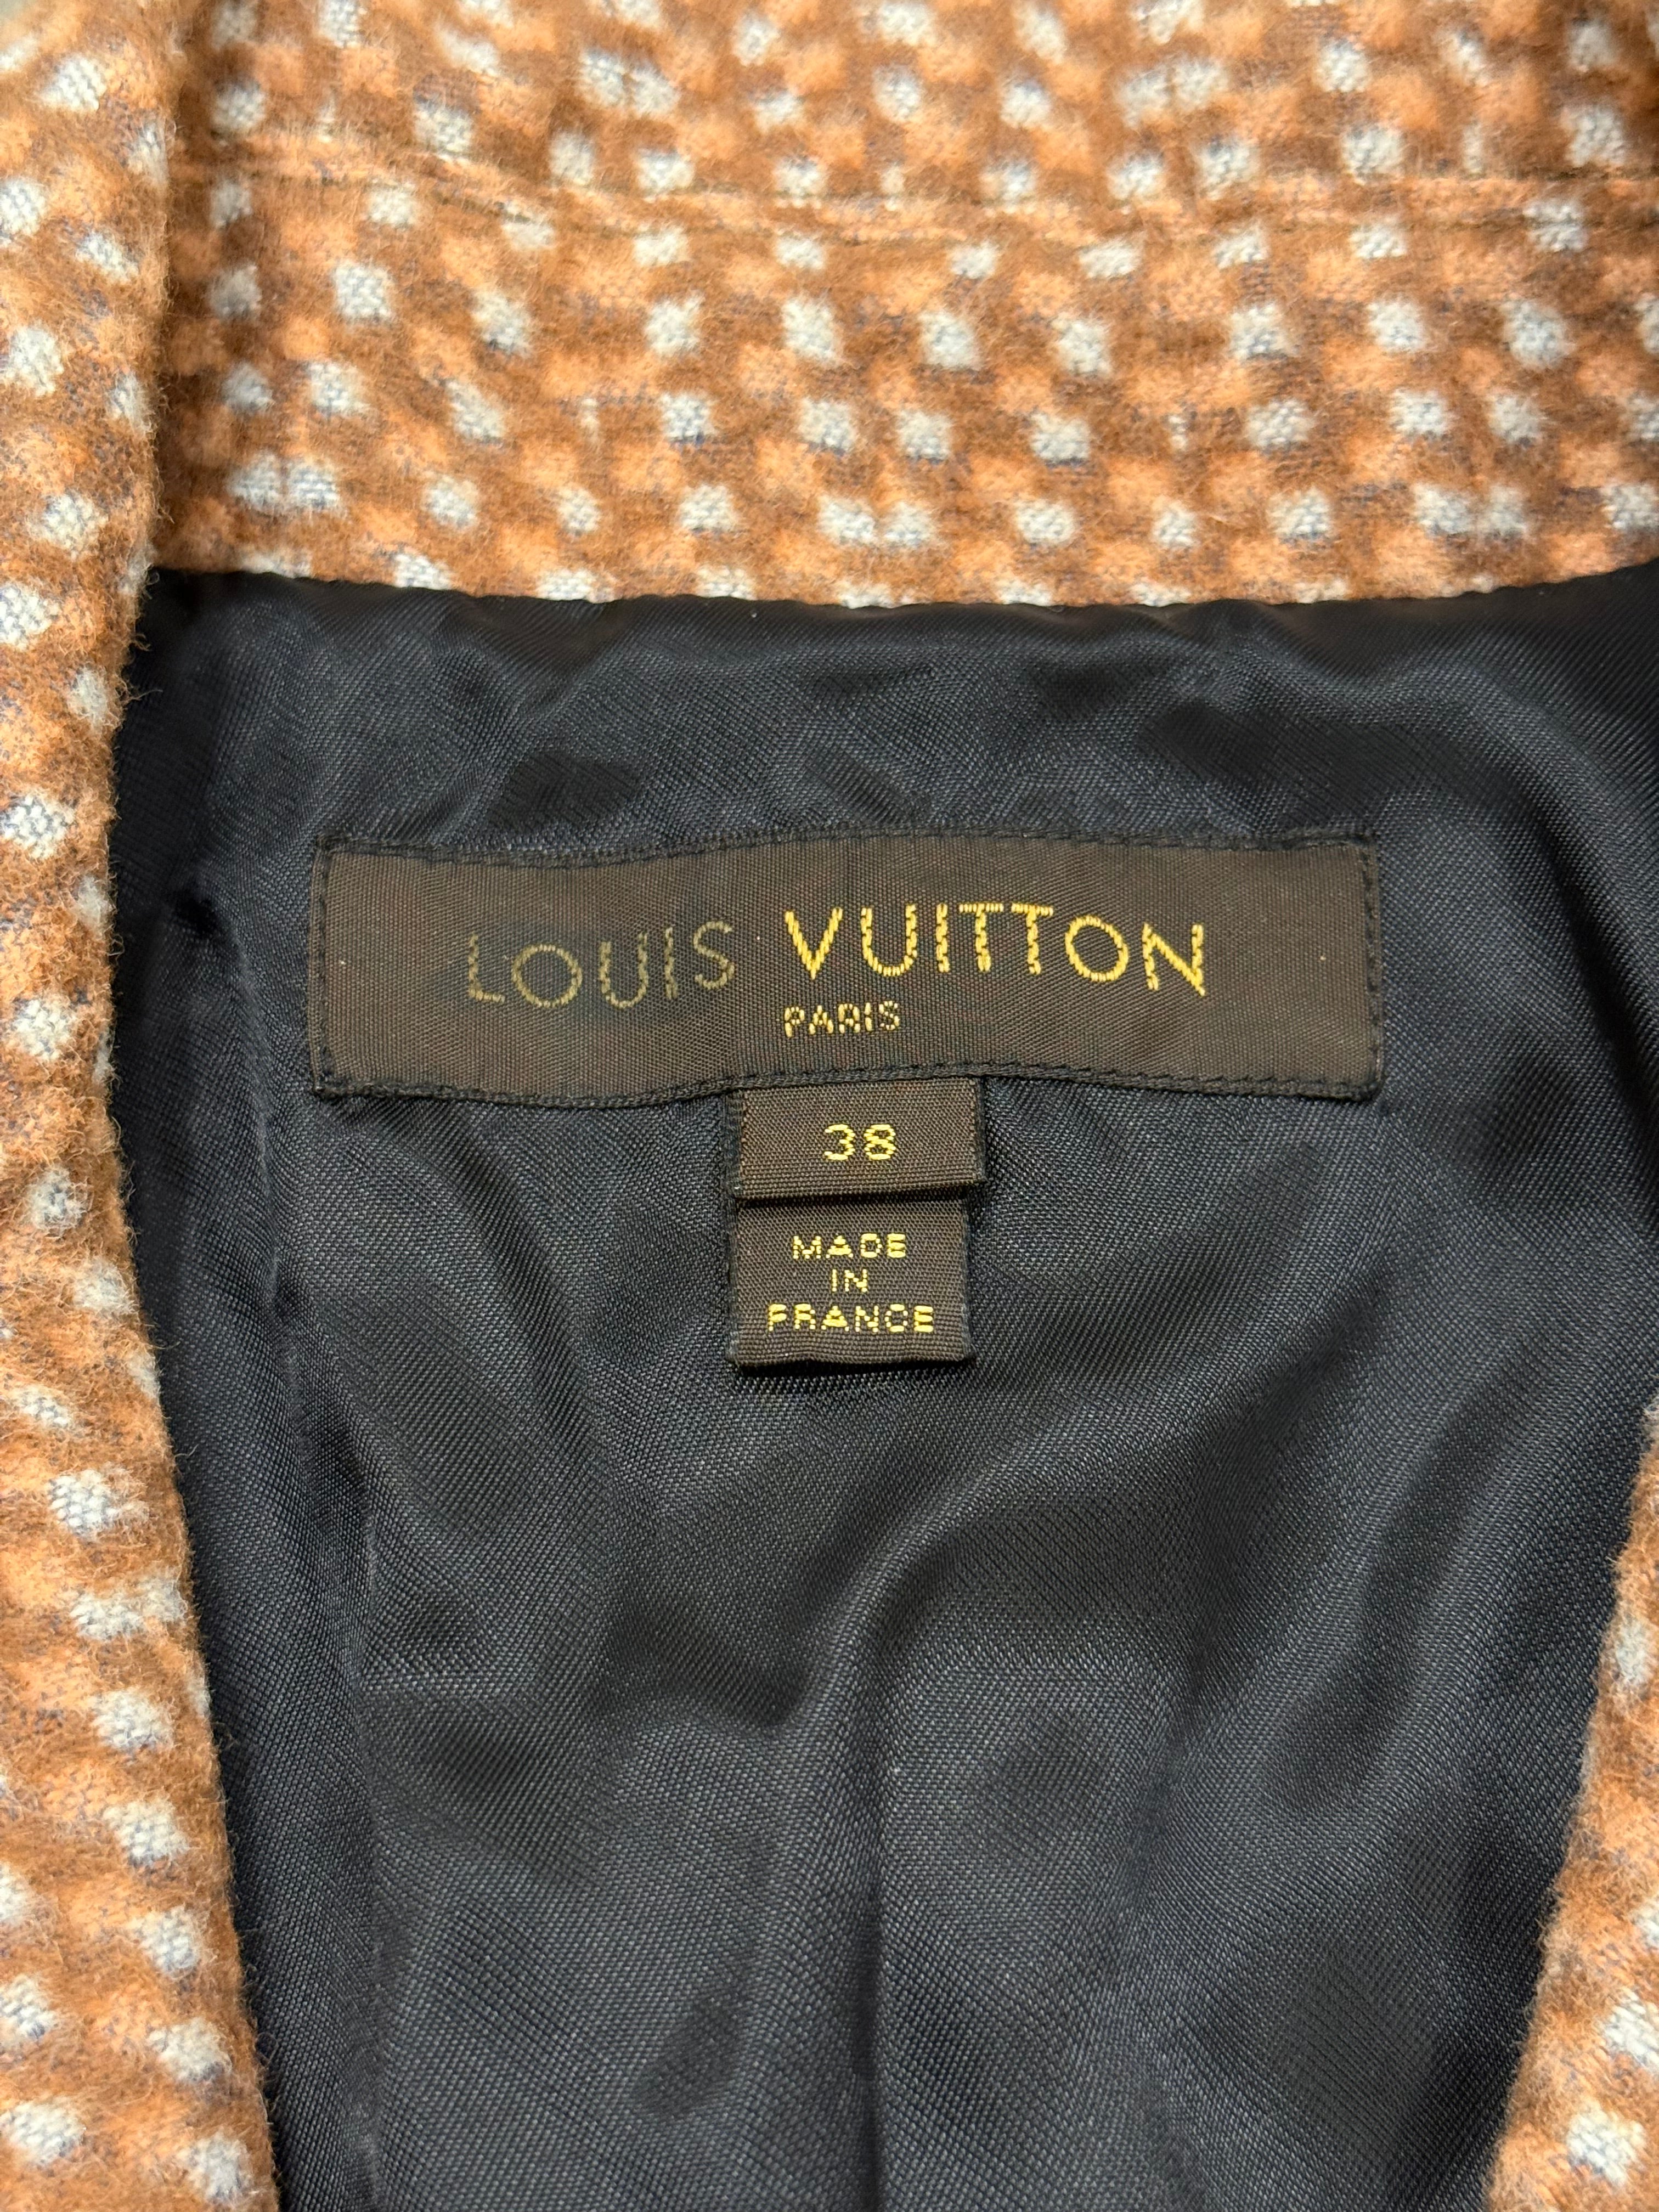 LOUIS VUITTON
PARIS
38
MADE
IN
FRANCE